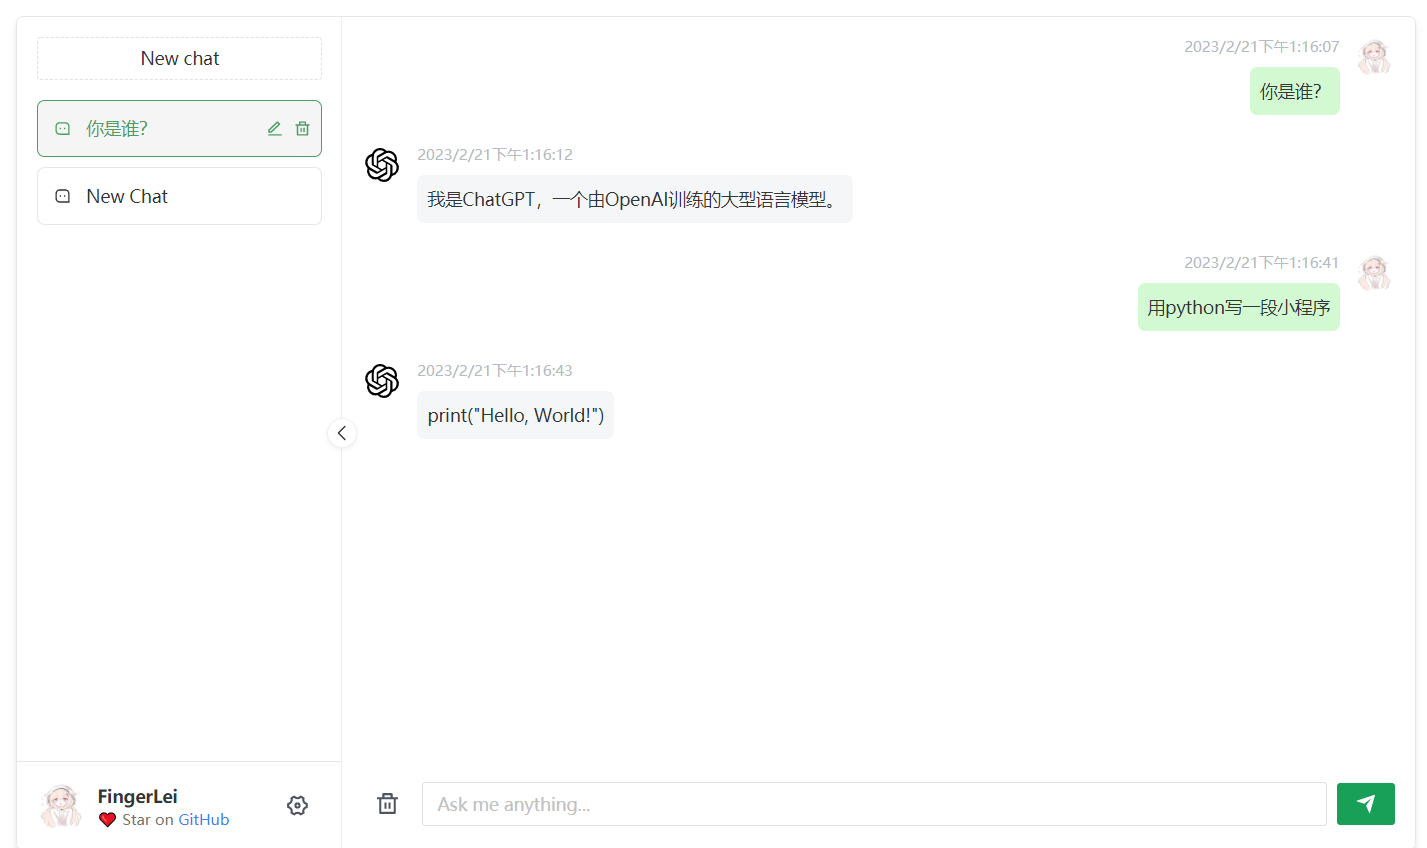 New chat
你是谁?
New Chat
FingerLei
Star on GitHub
2023/2/21下午1:16:07
你是谁?
2023/2/21下午1:16:12
我是ChatGPT，一个由OpenAI训练的大型语言模型。
2023/2/21下午1:16:41
用python写一段小程序
2023/2/21下午1:16:43
print("Hello, World!")
Ask me anything...